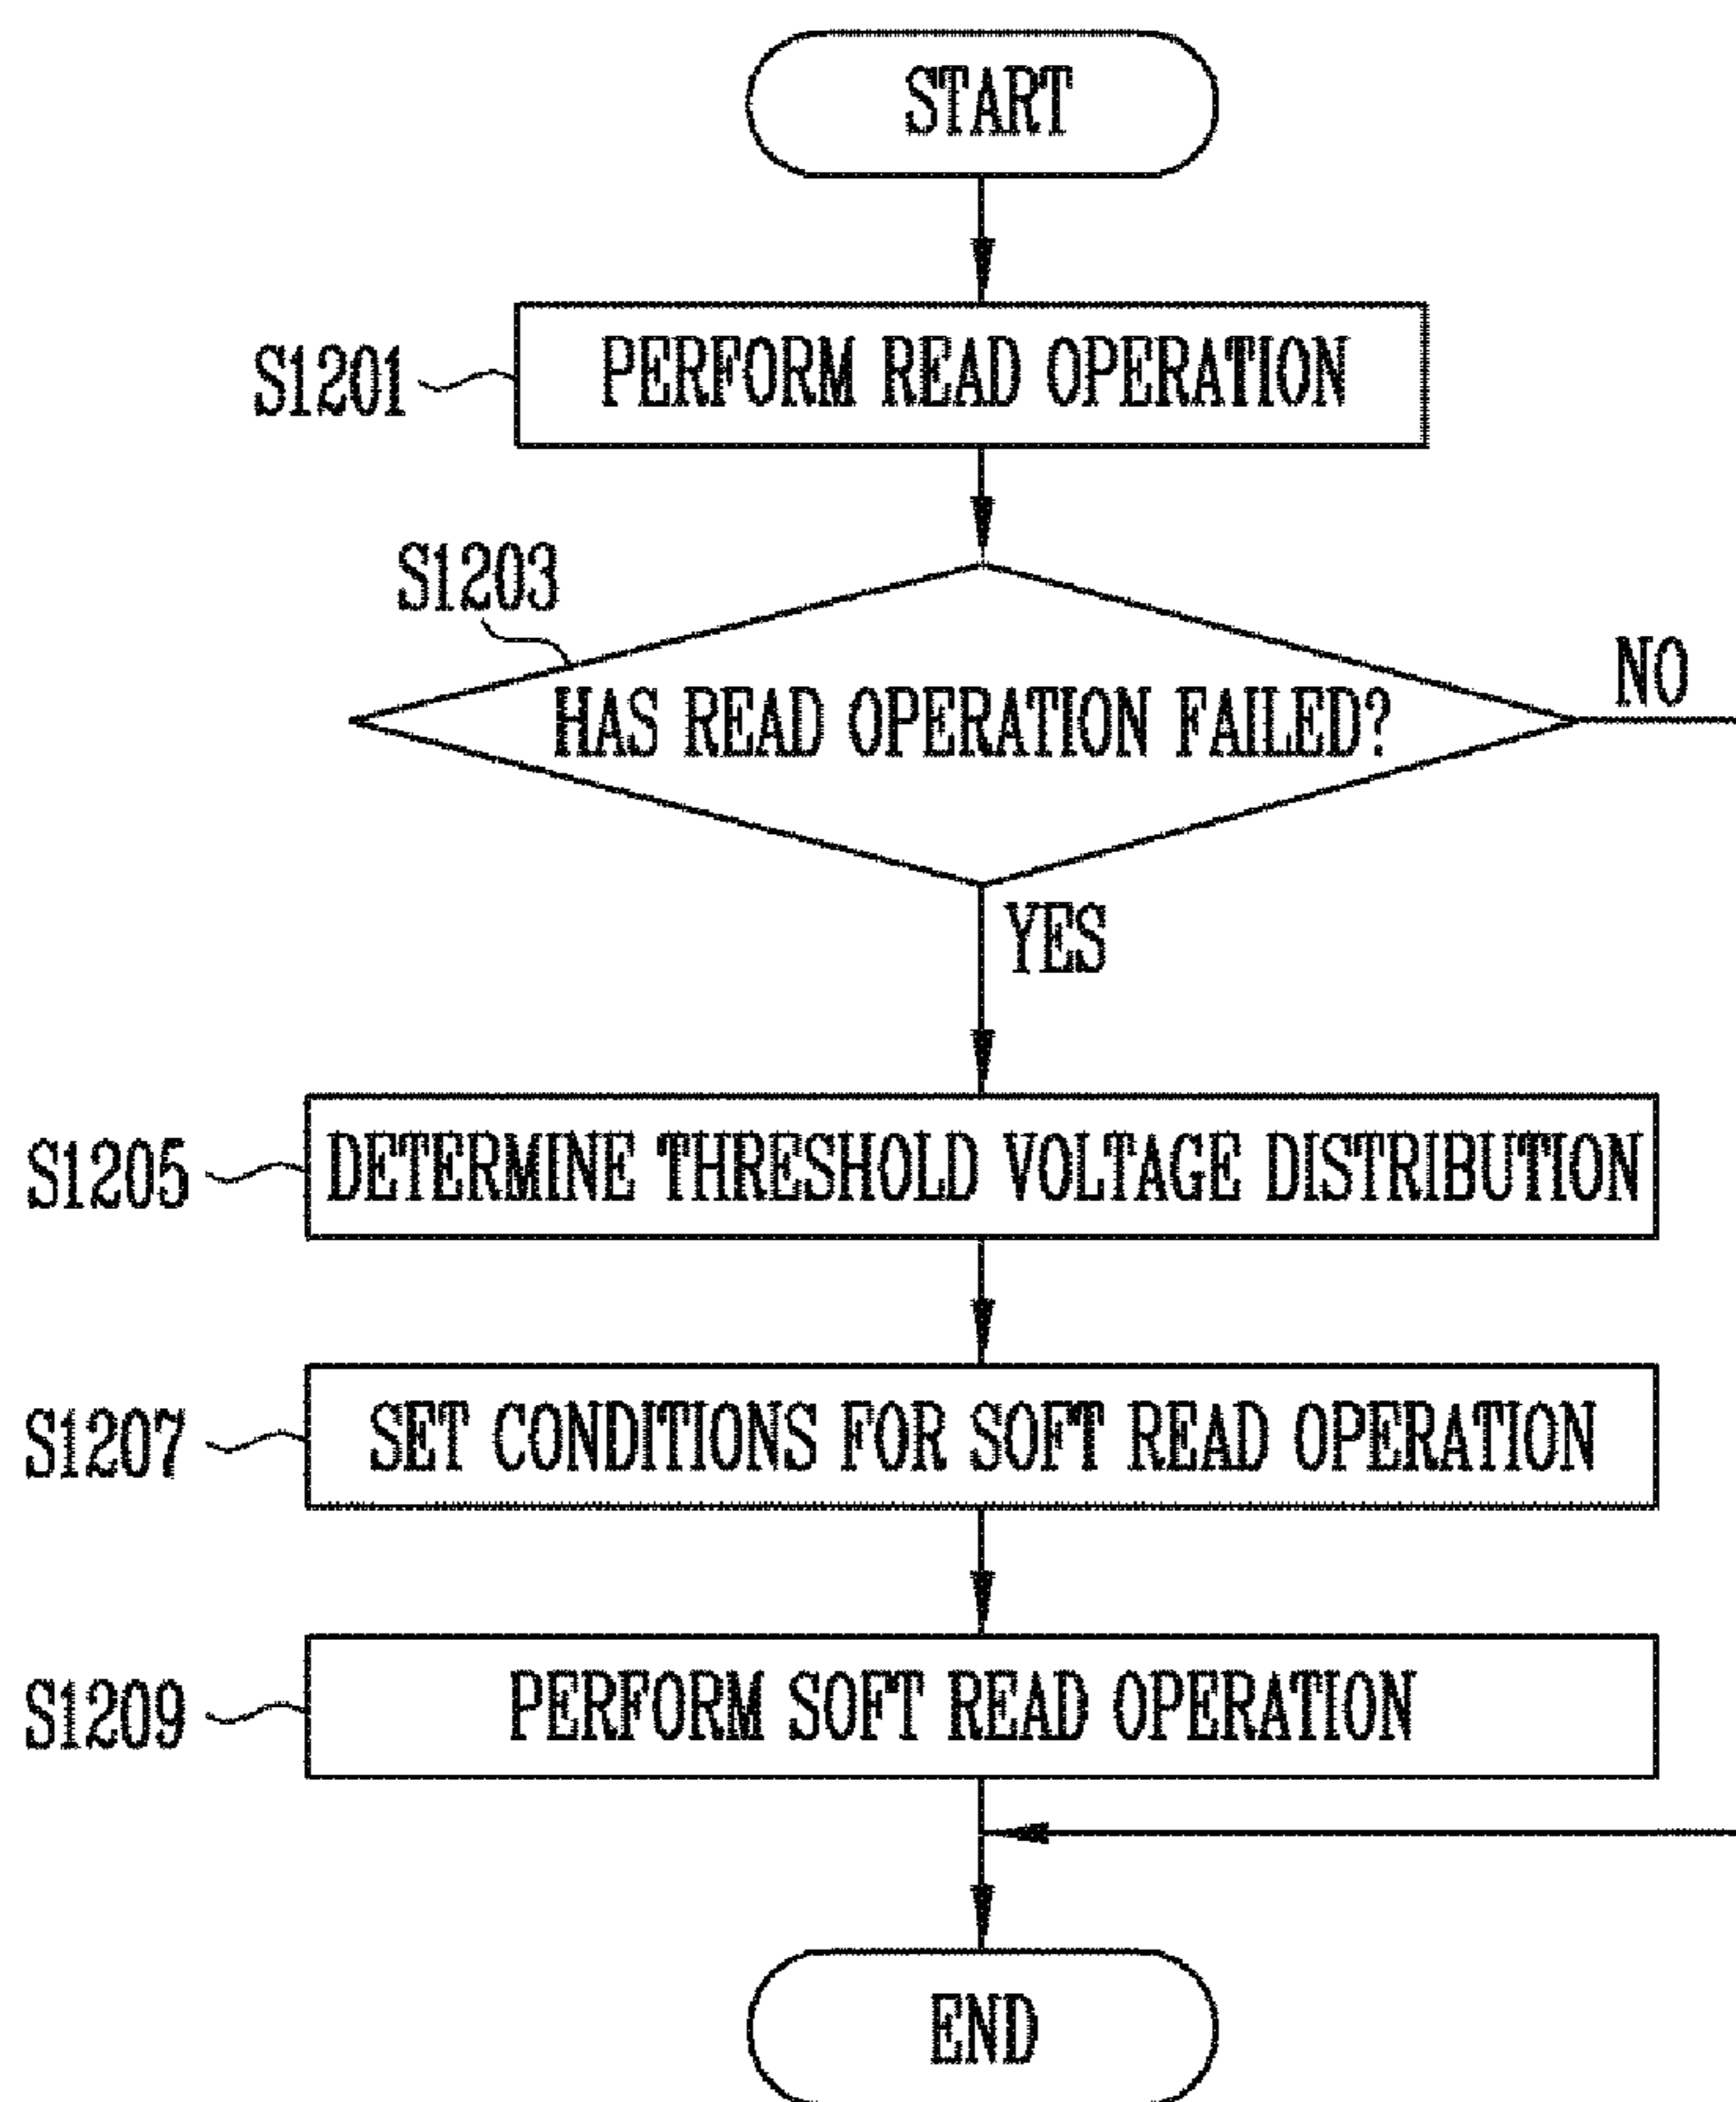 START
S1201
PERFORM READ OPERATION
S1203
HAS READ OPERATION FAILED?
NO
YES
S1205
DETERMINE THRESHOLD VOLTAGE DISTRIBUTION
S1207
SET CONDITIONS FOR SOFT READ OPERATION
S1209
PERFORM SOFT READ OPERATION
END